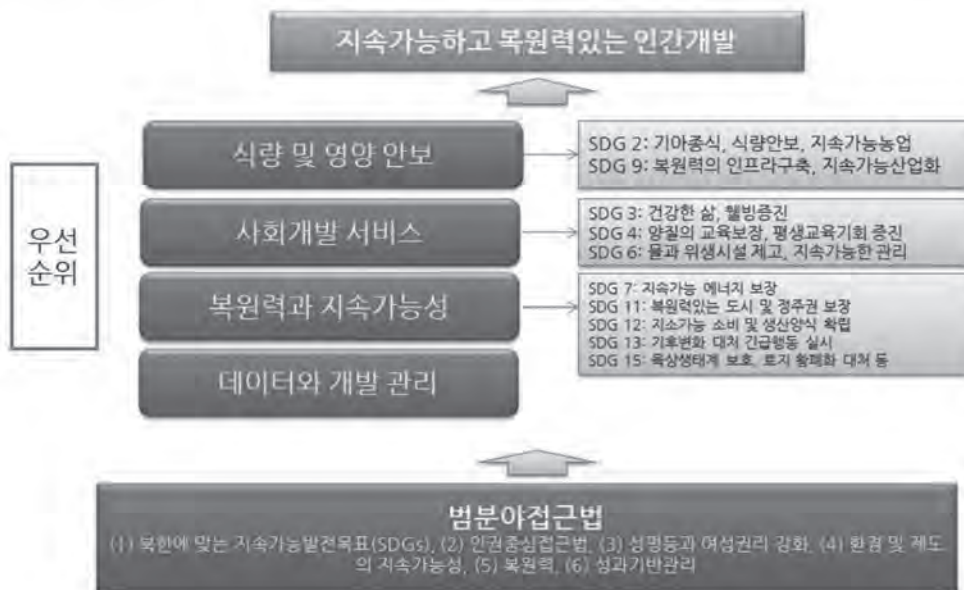 지속가능하고 복원력있는 인간개발
우선
순위
식량 및 영양 안보
SDG 2: 기아종식, 식량안보, 지속가능농업
SDG 9: 복원력의 인프라구축, 지속가능산업화
사회개발 서비스
SDG 3: 건강한 삶, 웰빙증진
SDG 4: 양질의 교육보장, 평생교육기회 증진
SDG 6: 물과 위생시설 제고, 지속가능한 관리
복원력과 지속가능성
SDG 7: 지속가능 에너지 보장
SDG 11: 복원력있는 도시 및 정주권 보장
SDG 12: 지소가능 소비 및 생산양식 확립
SDG 13: 기후변화 대처 긴급행동 실시
SDG 15: 육상생태계 보호, 토지 황폐화 대처 등
데이터와 개발 관리
범분야접근법
(1) 북한에 맞는 지속가능발전목표(SDGs), (2) 인권중심접근법, (3) 성평등과 여성권리 강화, (4) 환경 및 제도
의 지속가능성, (5) 복원력, (6) 성과기반관리